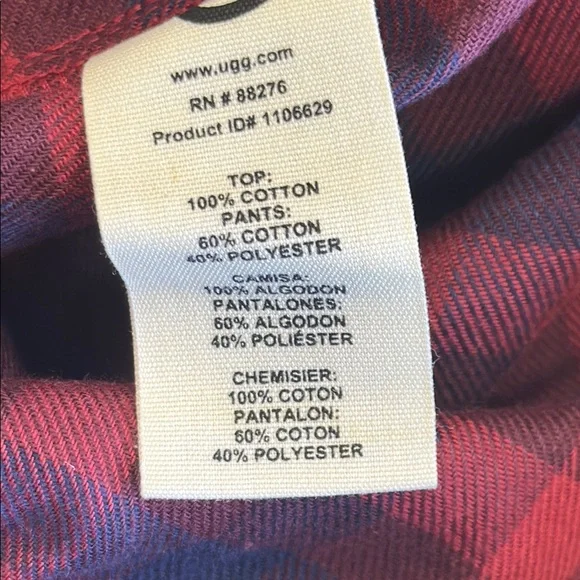 www.ugg.com
RN # 88276
Product ID# 1106629
TOP:
100% COTTON
PANTS:
60% COTTON
40% POLYESTER
CAMISA:
100% ALGODON
PANTALONES:
60% ALGODON
40% POLIÉSTER
CHEMISIER:
100% COTON
PANTALON:
60% COTON
40% POLYESTER